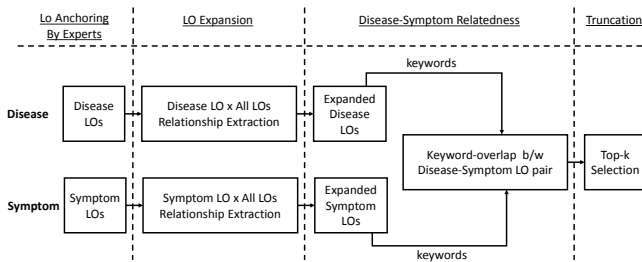 Lo Anchoring
By Experts
LO Expansion
Disease-Symptom Relatedness
Truncation
keywords
Disease
Disease
LOs
Disease LO x All LOs
Relationship Extraction
Expanded
Disease
LOs
Keyword-overlap b/w
Disease-Symptom LO pair
Top-k
Selection
Symptom
Symptom
LOs
Symptom LO x All LOs
Relationship Extraction
Expanded
Symptom
LOs
keywords